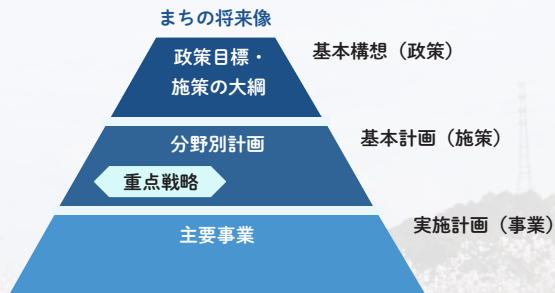 まちの将来像
政策目標・
施策の大綱
基本構想（政策）
分野別計画
基本計画（施策）
重点戦略
主要事業
実施計画（事業）